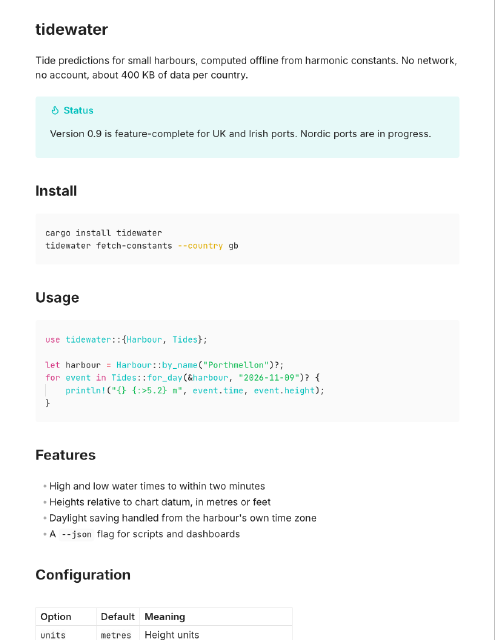 tidewater
Tide predictions for small harbours, computed offline from harmonic constants. No network,
no account, about 400 KB of data per country.
Status
Version 0.9 is feature-complete for UK and Irish ports. Nordic ports are in progress.
Install
cargo install tidewater
tidewater fetch-constants --country gb
Usage
use tidewater::{Harbour, Tides};
let harbour = Harbour::by_name("Porthmellon")?;
for event in Tides::for_day(&harbour, "2026-11-09")? {
    println!("{} {:>5.2} m", event.time, event.height);
}
Features
• High and low water times to within two minutes
• Heights relative to chart datum, in metres or feet
• Daylight saving handled from the harbour's own time zone
• A --json flag for scripts and dashboards
Configuration
Option Default Meaning
units metres Height units